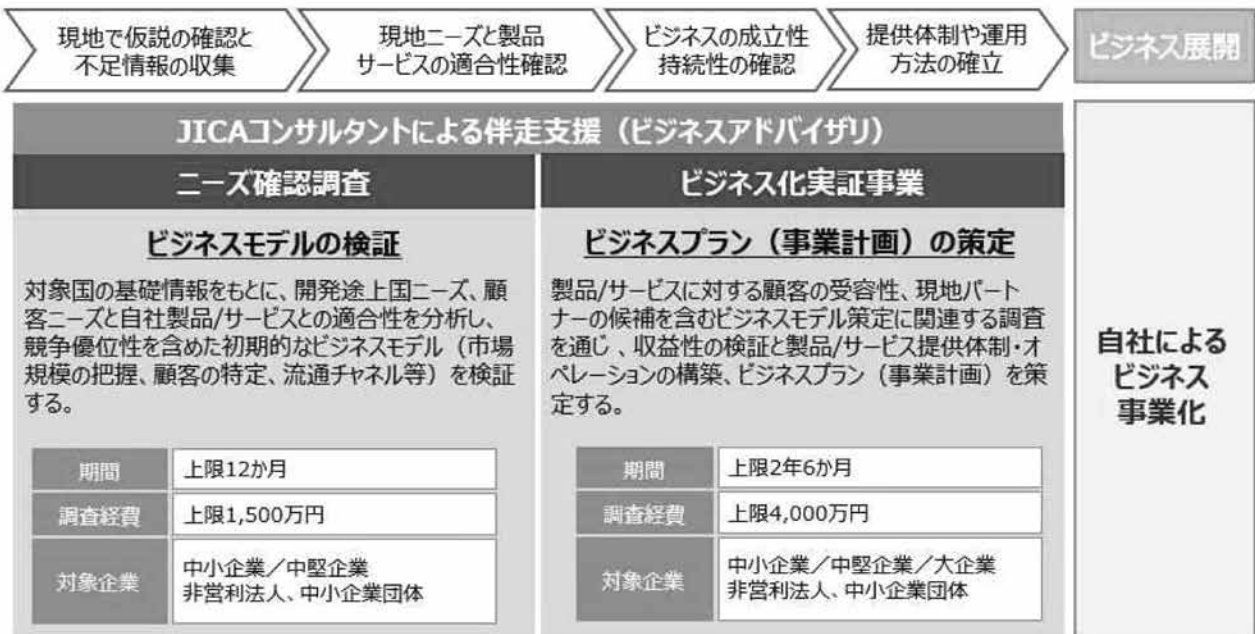 現地で仮説の確認と
不足情報の収集
現地ニーズと製品
サービスの適合性確認
ビジネスの成立性
持続性の確認
提供体制や運用
方法の確立
ビジネス展開
JICAコンサルタントによる伴走支援（ビジネスアドバイザリ）
ニーズ確認調査
ビジネスモデルの検証
対象国の基礎情報をもとに、開発途上国ニーズ、顧
客ニーズと自社製品/サービスとの適合性を分析し、
競争優位性を含めた初期的なビジネスモデル（市場
規模の把握、顧客の特定、流通チャネル等）を検証
する。
期間
上限12か月
調査経費
上限1,500万円
対象企業
中小企業／中堅企業
非営利法人、中小企業団体
ビジネス化実証事業
ビジネスプラン（事業計画）の策定
製品/サービスに対する顧客の受容性、現地パート
ナーの候補を含むビジネスモデル策定に関連する調査
を通じ 、収益性の検証と製品/サービス提供体制・オ
ペレーションの構築、ビジネスプラン（事業計画）を策
定する。
期間
上限2年6か月
調査経費
上限4,000万円
対象企業
中小企業／中堅企業／大企業
非営利法人、中小企業団体
自社による
ビジネス
事業化